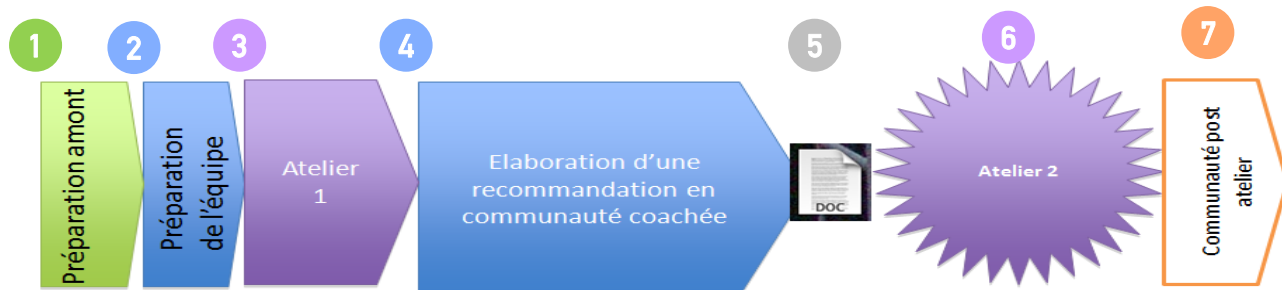 1
2
3
4
5
6
7
Préparation amont
Préparation
de l'équipe
Atelier
1
Elaboration d'une
recommandation en
communauté coachée
DOC
Atelier 2
Communauté post
atelier